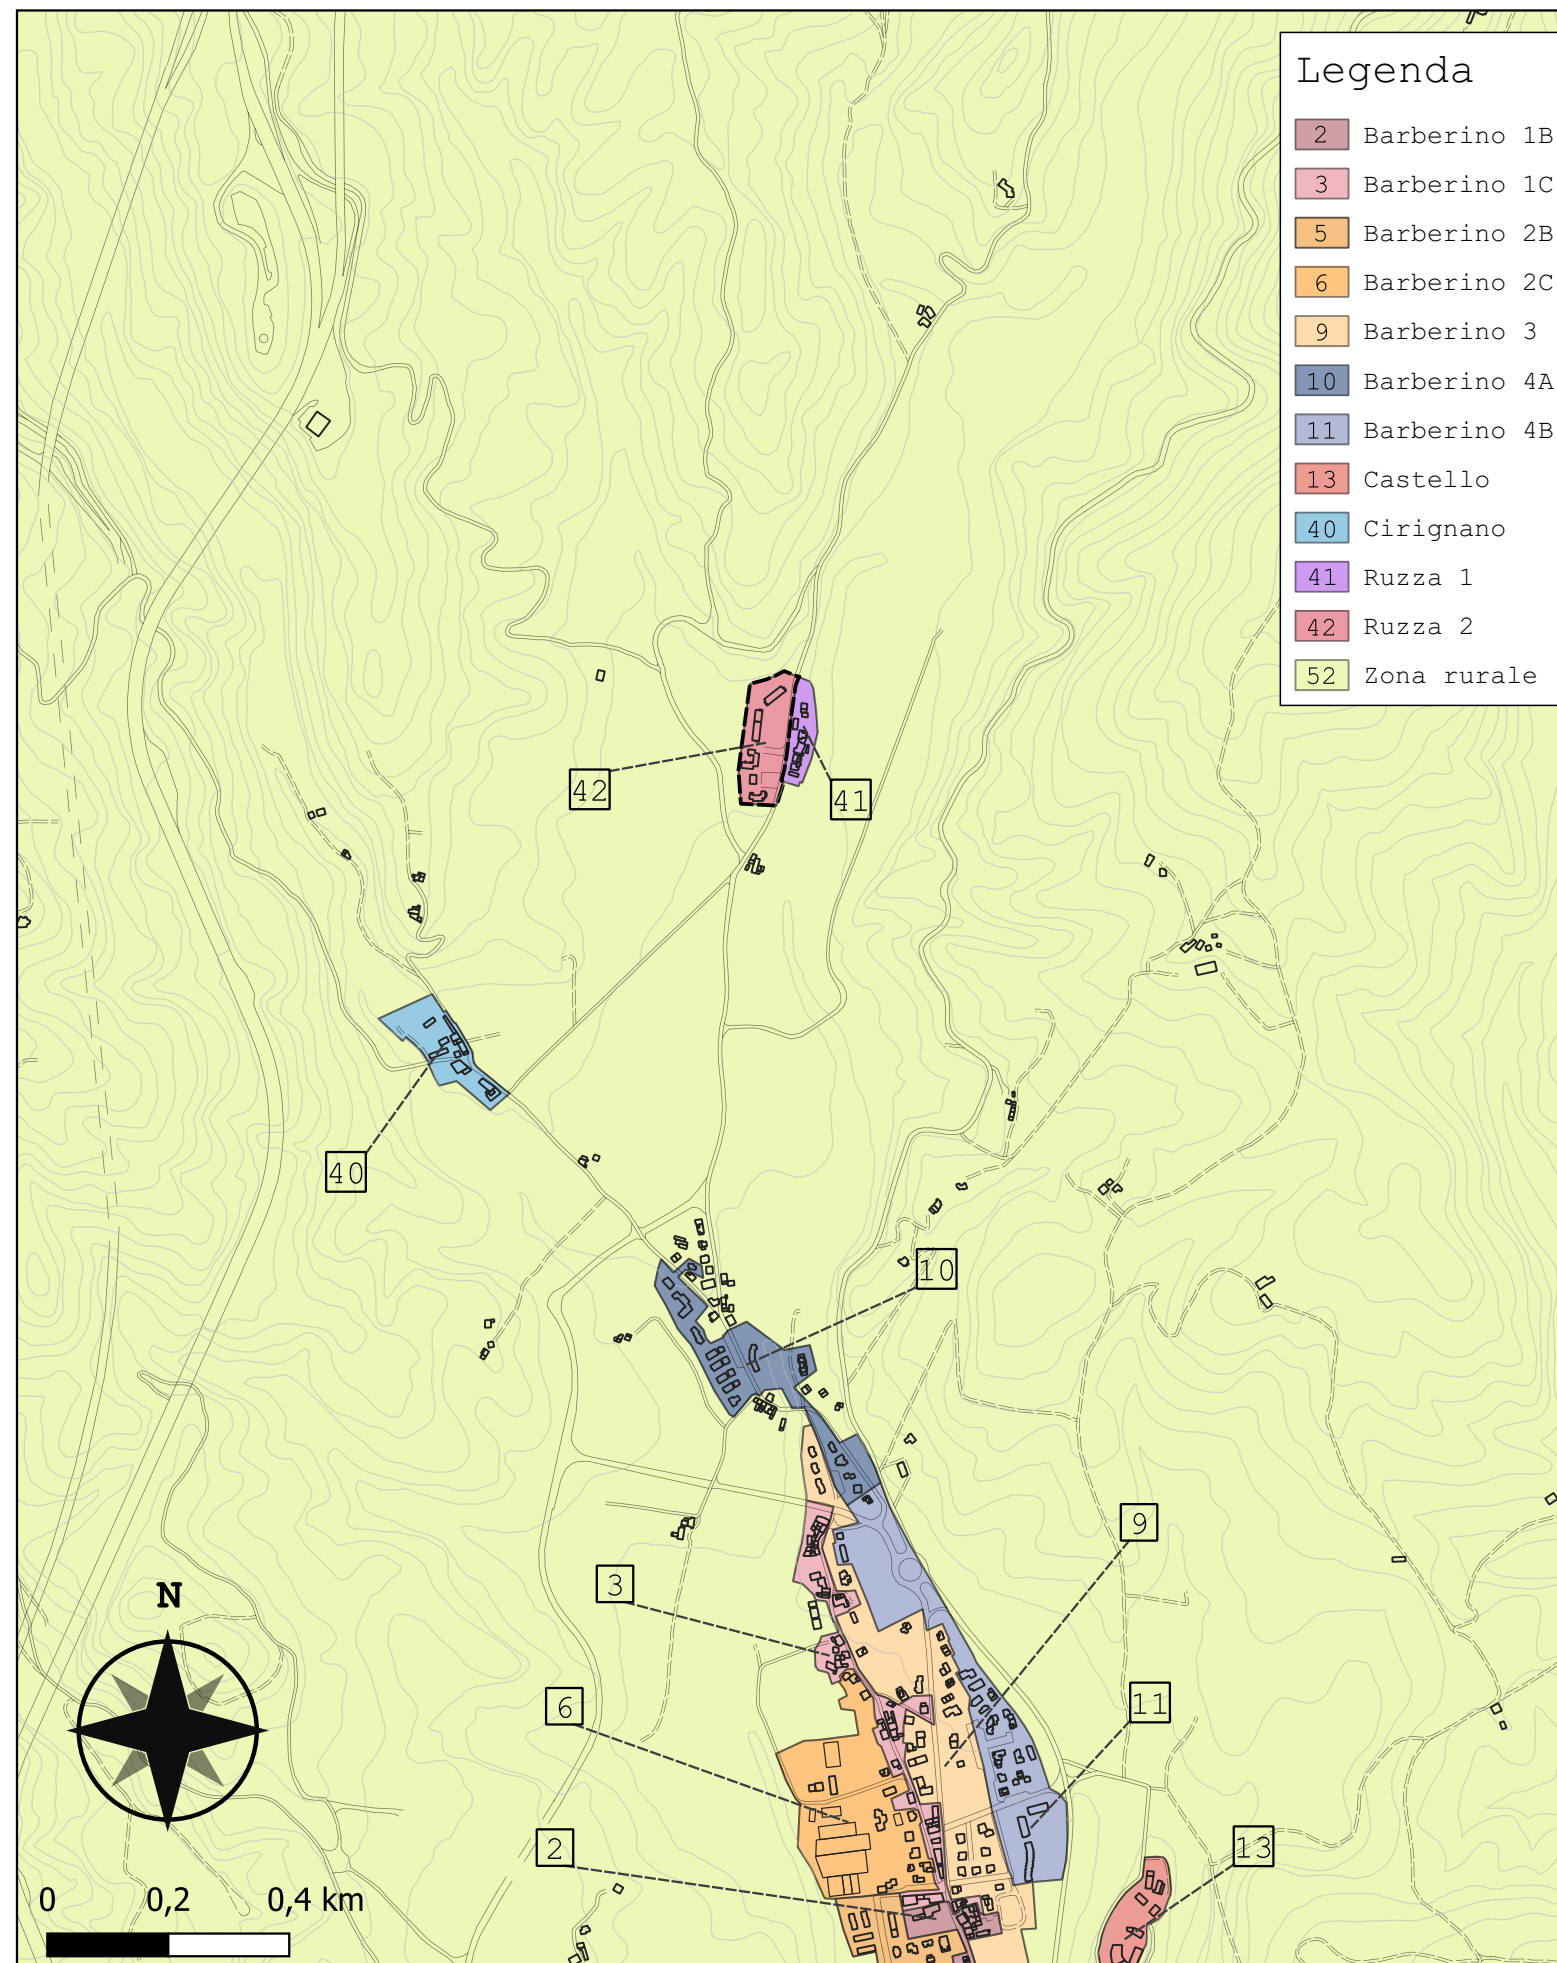 Legenda
2 Barberino 1B
3 Barberino 1C
5 Barberino 2B
6 Barberino 2C
9 Barberino 3
10 Barberino 4A
11 Barberino 4B
13 Castello
40 Cirignano
41 Ruzza 1
42 Ruzza 2
52 Zona rurale
42
41
40
10
9
3
N
6
11
2
13
0 0,2 0,4 km